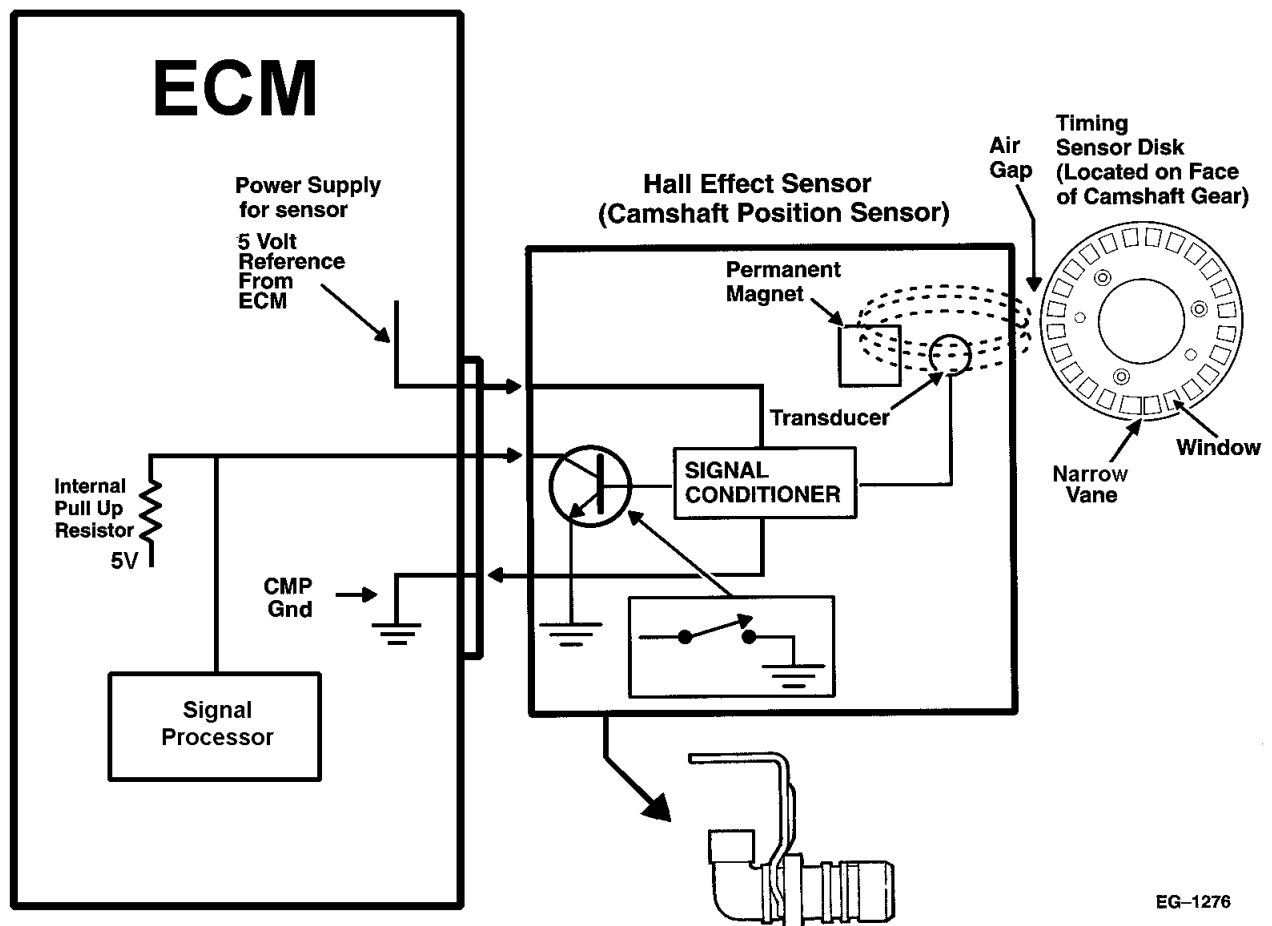 ECM
Power Supply
for sensor
5 Volt
Reference
From
ECM
Internal
Pull Up
Resistor
5V
CMP
Gnd
Signal
Processor
Hall Effect Sensor
(Camshaft Position Sensor)
Permanent
Magnet
Transducer
SIGNAL
CONDITIONER
Air
Gap
Timing
Sensor Disk
(Located on Face
of Camshaft Gear)
Window
Narrow
Vane
EG–1276